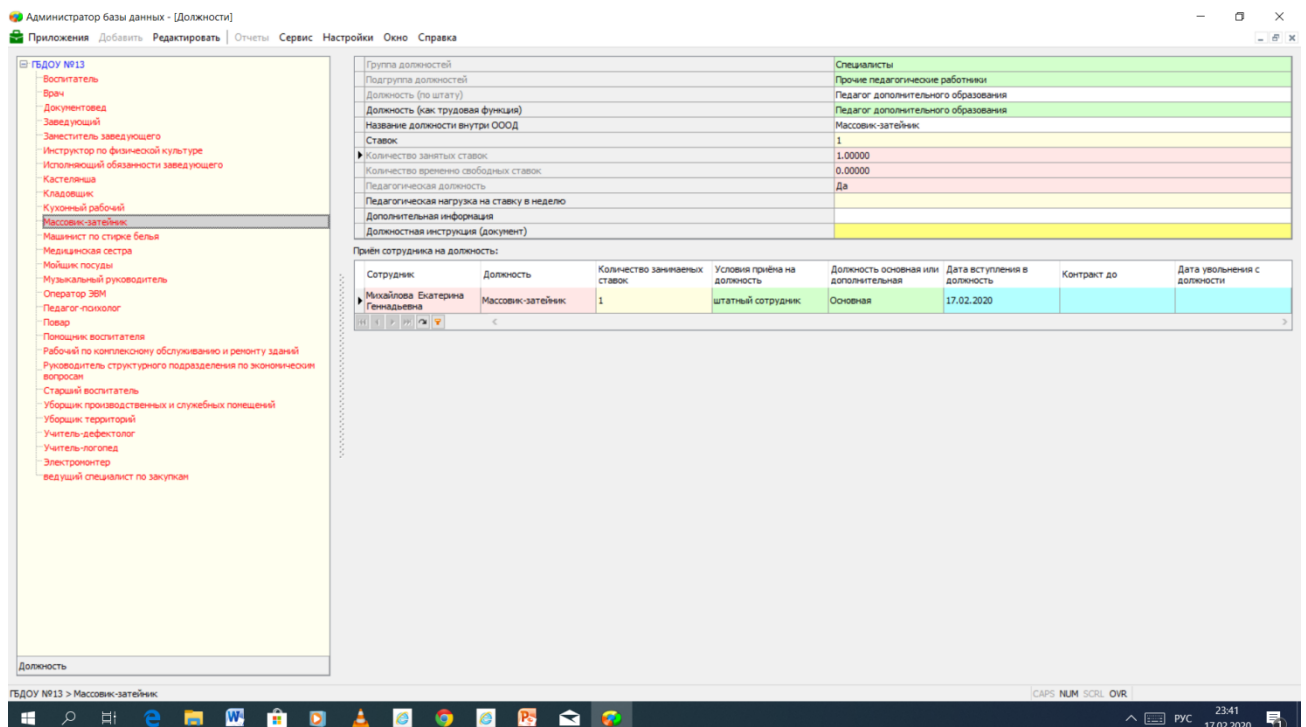 Администратор базы данных - [Должности]
Приложения Добавить Редактировать Отчеты Сервис Настройки Окно Справка
ГБДОУ №13
Воспитатель
Врач
Документовед
Заведующий
Заместитель заведующего
Инструктор по физической культуре
Исполняющий обязанности заведующего
Кастелянша
Кладовщик
Кухонный рабочий
Массовик-затейник
Машинист по стирке белья
Медицинская сестра
Мойщик посуды
Музыкальный руководитель
Оператор ЭВМ
Педагог-психолог
Повар
Помощник воспитателя
Рабочий по комплексному обслуживанию и ремонту зданий
Руководитель структурного подразделения по экономическим
вопросам
Старший воспитатель
Уборщик производственных и служебных помещений
Уборщик территорий
Учитель-дефектолог
Учитель-логопед
Электромонтер
ведущий специалист по закупкам
Должность
Группа должностей Специалисты
Подгруппа должностей Прочие педагогические работники
Должность (по штату) Педагог дополнительного образования
Должность (как трудовая функция) Педагог дополнительного образования
Название должности внутри ОООД Массовик-затейник
Ставок 1
Количество занятых ставок 1.00000
Количество временно свободных ставок 0.00000
Педагогическая должность Да
Педагогическая нагрузка на ставку в неделю
Дополнительная информация
Должностная инструкция (документ)
Приём сотрудника на должность:
Сотрудник Должность Количество занимаемых ставок Условия приёма на должность Должность основная или дополнительная Дата вступления в должность Контракт до Дата увольнения с должности
Михайлова Екатерина Геннадьевна Массовик-затейник 1 штатный сотрудник Основная 17.02.2020
ГБДОУ №13 > Массовик-затейник CAPS NUM SCRL OVR
РУС 23:41
17.02.2020